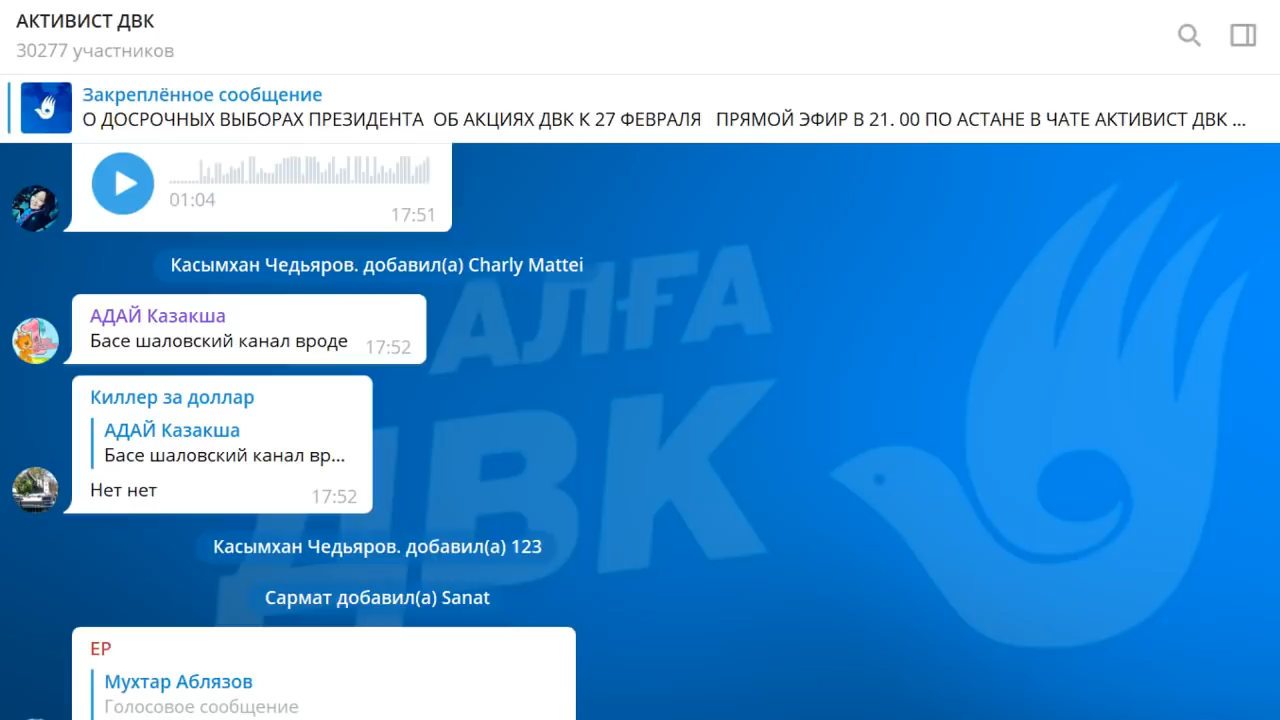 АКТИВИСТ ДВК
30277 участников
Закреплённое сообщение
О ДОСРОЧНЫХ ВЫБОРАХ ПРЕЗИДЕНТА ОБ АКЦИЯХ ДВК К 27 ФЕВРАЛЯ ПРЯМОЙ ЭФИР В 21. 00 ПО АСТАНЕ В ЧАТЕ АКТИВИСТ ДВК ...
01:04
17:51
Касымхан Чедьяров. добавил(а) Charly Mattei
АЛҒА
ДВК
АДАЙ Казакша
Басе шаловский канал вроде 17:52
Киллер за доллар
АДАЙ Казакша
Басе шаловский канал вр...
Нет нет 17:52
Касымхан Чедьяров. добавил(а) 123
Сармат добавил(а) Sanat
ЕР
Мухтар Аблязов
Голосовое сообщение